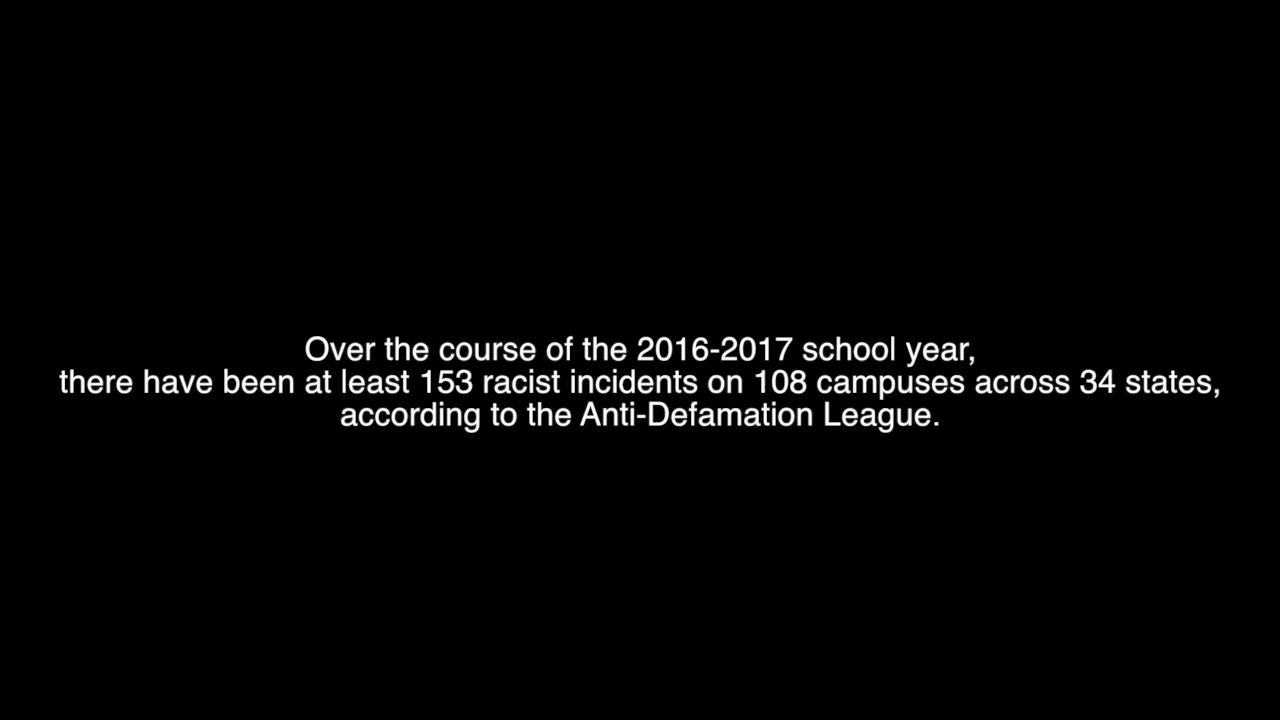 Over the course of the 2016-2017 school year,
there have been at least 153 racist incidents on 108 campuses across 34 states,
according to the Anti-Defamation League.